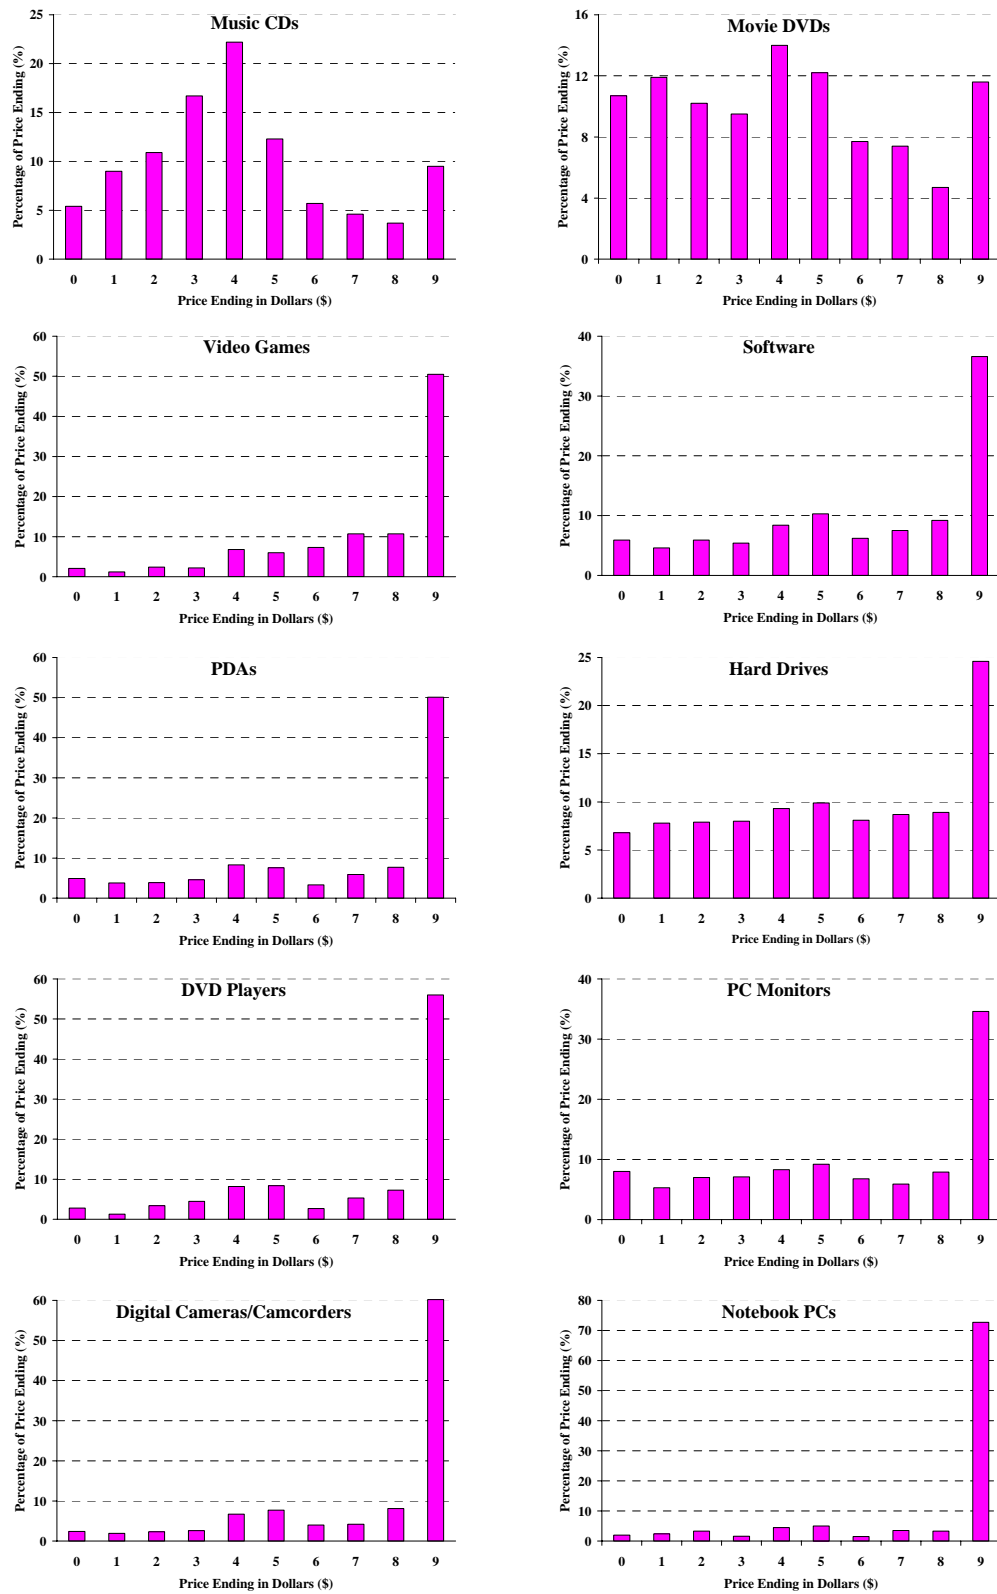 Music CDs
Percentage of Price Ending (%)
25
20
15
10
5
0
0 1 2 3 4 5 6 7 8 9
Price Ending in Dollars ($)
Movie DVDs
Percentage of Price Ending (%)
16
12
8
4
0
0 1 2 3 4 5 6 7 8 9
Price Ending in Dollars ($)
Video Games
Percentage of Price Ending (%)
60
50
40
30
20
10
0
0 1 2 3 4 5 6 7 8 9
Price Ending in Dollars ($)
Software
Percentage of Price Ending (%)
40
30
20
10
0
0 1 2 3 4 5 6 7 8 9
Price Ending in Dollars ($)
PDAs
Percentage of Price Ending (%)
60
50
40
30
20
10
0
0 1 2 3 4 5 6 7 8 9
Price Ending in Dollars ($)
Hard Drives
Percentage of Price Ending (%)
25
20
15
10
5
0
0 1 2 3 4 5 6 7 8 9
Price Ending in Dollars ($)
DVD Players
Percentage of Price Ending (%)
60
50
40
30
20
10
0
0 1 2 3 4 5 6 7 8 9
Price Ending in Dollars ($)
PC Monitors
Percentage of Price Ending (%)
40
30
20
10
0
0 1 2 3 4 5 6 7 8 9
Price Ending in Dollars ($)
Digital Cameras/Camcorders
Percentage of Price Ending (%)
60
50
40
30
20
10
0
0 1 2 3 4 5 6 7 8 9
Price Ending in Dollars ($)
Notebook PCs
Percentage of Price Ending (%)
80
70
60
50
40
30
20
10
0
0 1 2 3 4 5 6 7 8 9
Price Ending in Dollars ($)